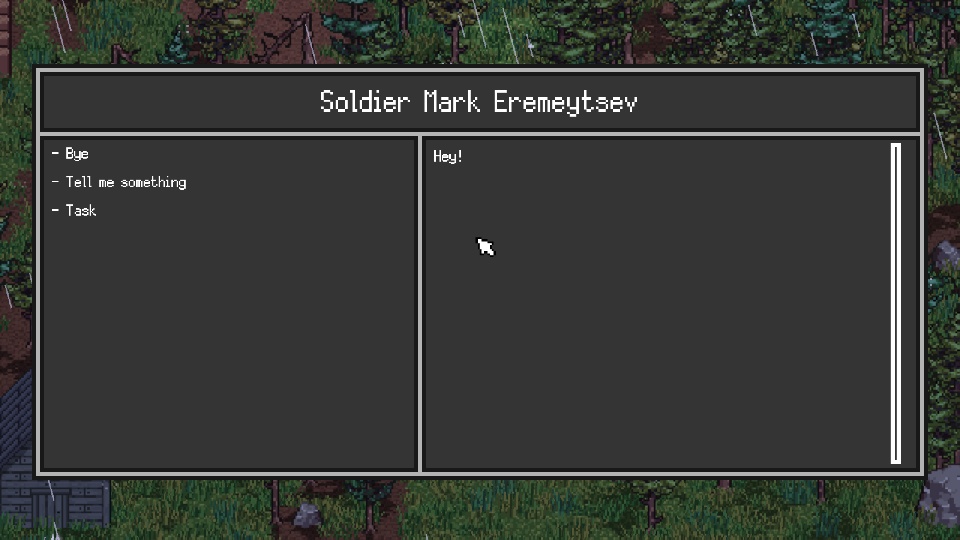 Soldier Mark Eremeytsev
- Bye
- Tell me something
- Task
Hey!